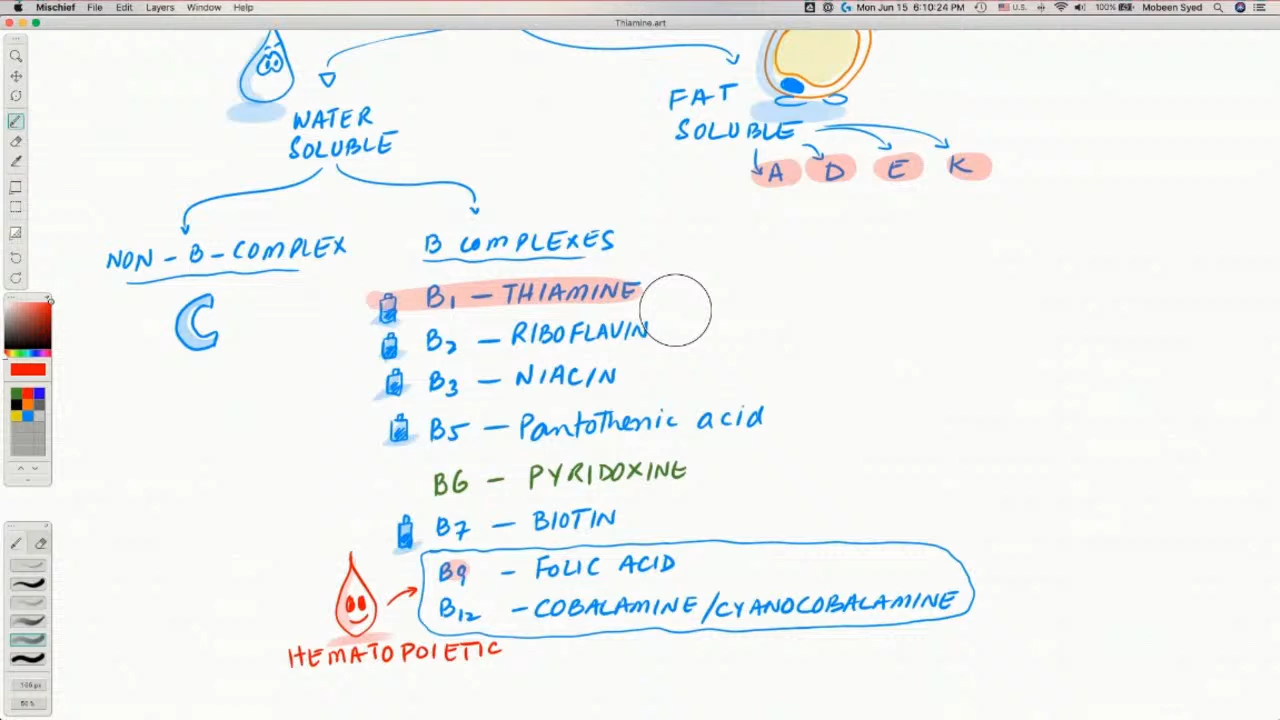 Mischief File Edit Layers Window Help
Mon Jun 15 6:10:24 PM U.S. 100% Mobeen Syed
Thiamine.art
WATER
SOLUBLE
FAT
SOLUBLE
A D E K
NON-B-COMPLEX
C
B COMPLEXES
B1 — THIAMINE
B2 — RIBOFLAVIN
B3 — NIACIN
B5 — Pantothenic acid
B6 — PYRIDOXINE
B7 — BIOTIN
B9 — FOLIC ACID
B12 — COBALAMINE/CYANOCOBALAMINE
HEMATOPOIETIC
50%